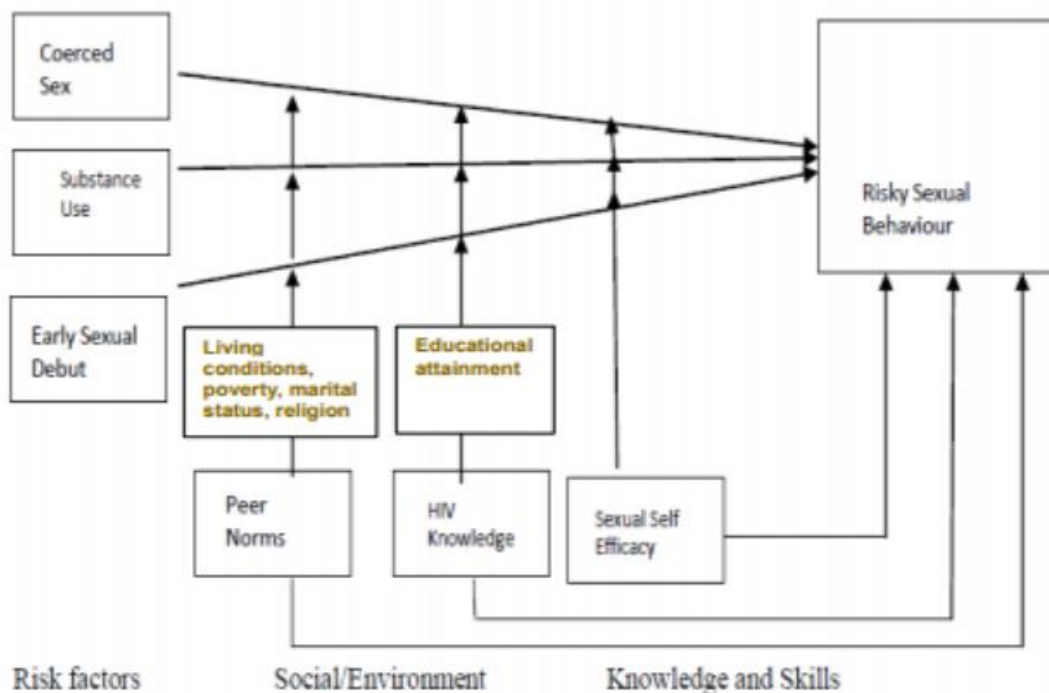 Coerced
Sex
Substance
Use
Early Sexual
Debut
Risky Sexual
Behaviour
Living
conditions,
poverty, marital
status, religion
Educational
attainment
Peer
Norms
HIV
Knowledge
Sexual Self
Efficacy
Risk factors Social/Environment Knowledge and Skills